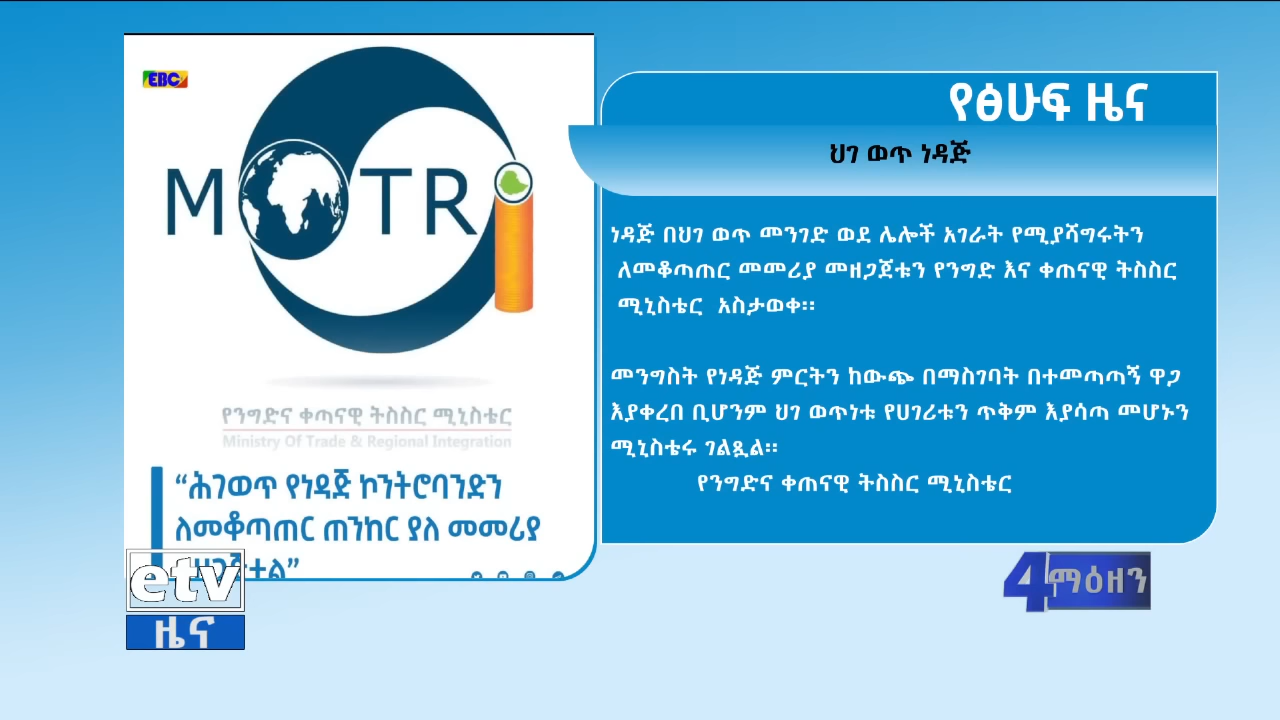 EBC
MOTRi
የንግድና ቀጣናዊ ትስስር ሚኒስቴር
Ministry Of Trade & Regional Integration
“ሕገወጥ የነዳጅ ኮንትሮባንድን
ለመቆጣጠር ጠንከር ያለ መመሪያ
etv
ዜና
የፅሁፍ ዜና
ህገ ወጥ ነዳጅ
ነዳጅ በህገ ወጥ መንገድ ወደ ሌሎች አገራት የሚያሻግሩትን
ለመቆጣጠር መመሪያ መዘጋጀቱን የንግድ እና ቀጠናዊ ትስስር
ሚኒስቴር አስታወቀ፡፡
መንግስት የነዳጅ ምርትን ከውጭ በማስገባት በተመጣጣኝ ዋጋ
እያቀረበ ቢሆንም ህገ ወጥነቱ የሀገሪቱን ጥቅም እያሳጣ መሆኑን
ሚኒስቴሩ ገልጿል፡፡
የንግድና ቀጠናዊ ትስስር ሚኒስቴር
4ማዕዘን